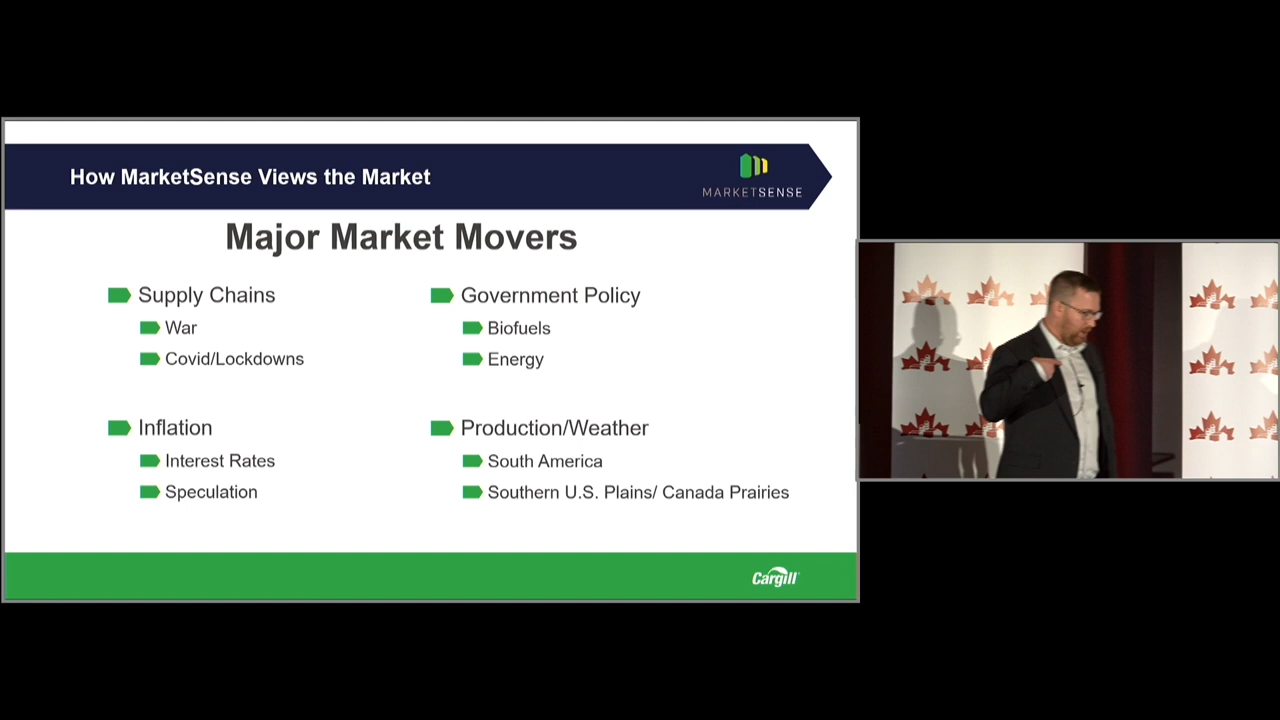 How MarketSense Views the Market
MARKETSENSE
Major Market Movers
Supply Chains
War
Covid/Lockdowns
Inflation
Interest Rates
Speculation
Government Policy
Biofuels
Energy
Production/Weather
South America
Southern U.S. Plains/ Canada Prairies
Cargill